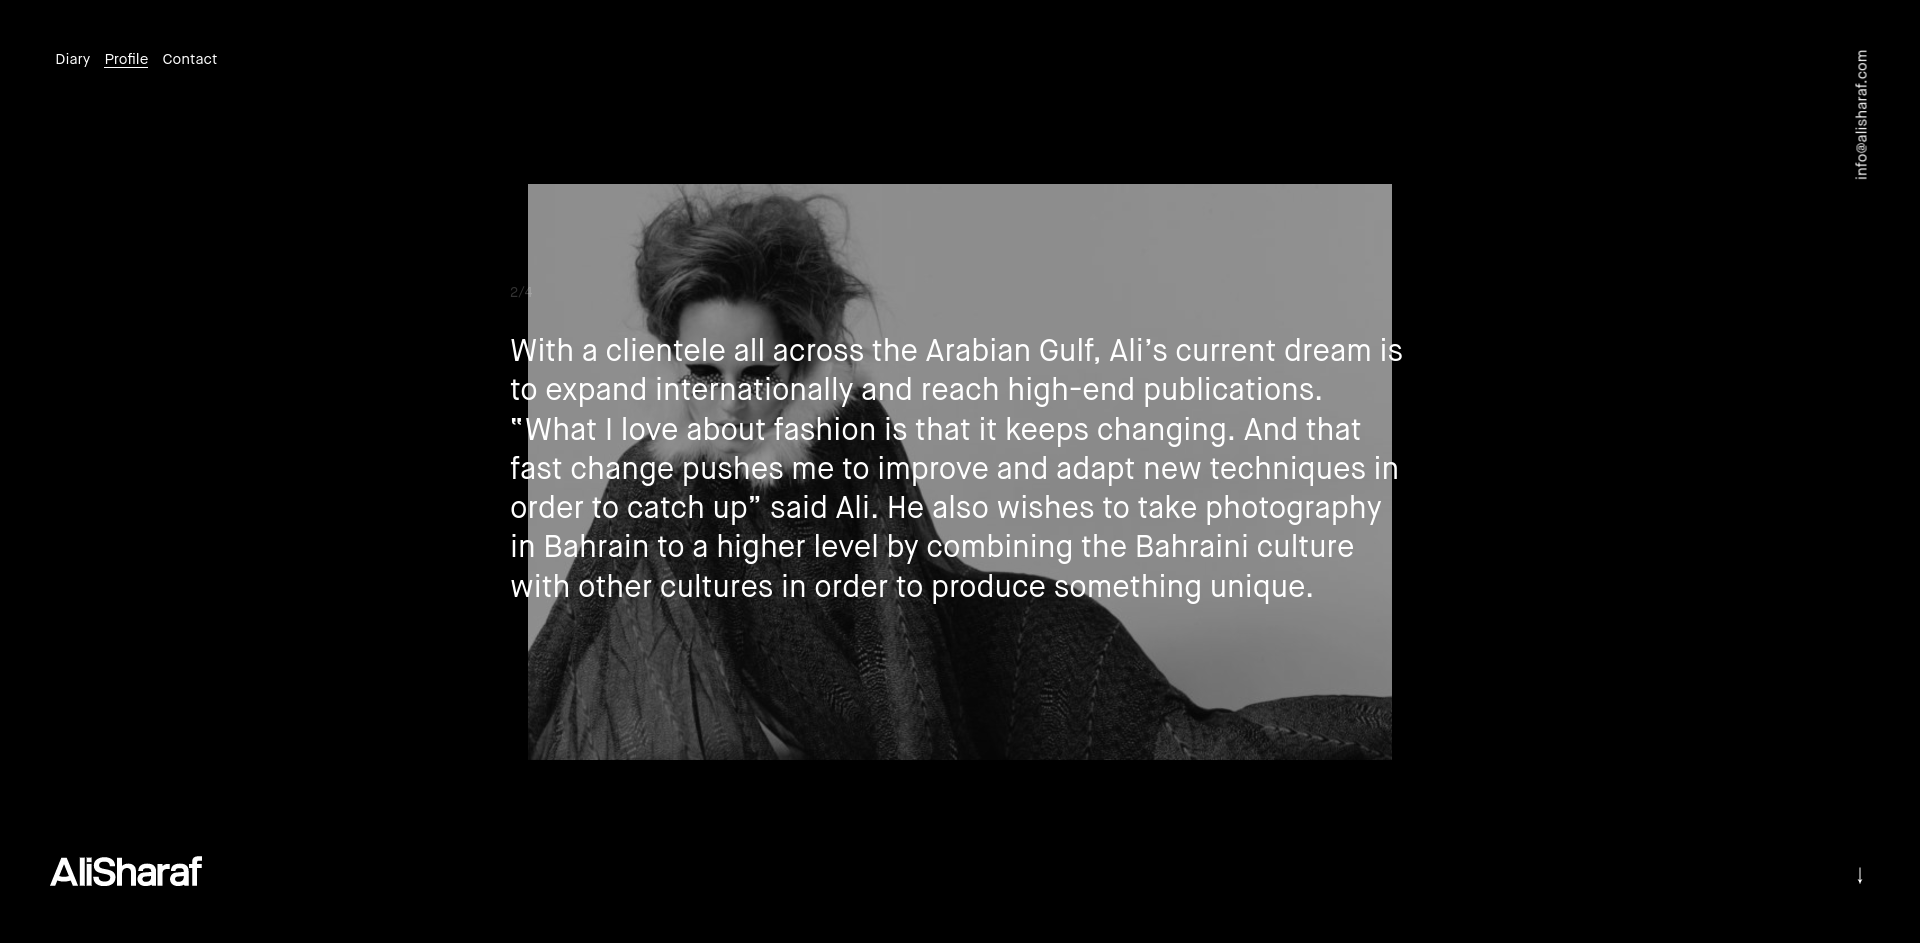 Diary Profile Contact
info@alisharaf.com
2/4
With a clientele all across the Arabian Gulf, Ali’s current dream is
to expand internationally and reach high-end publications.
“What I love about fashion is that it keeps changing. And that
fast change pushes me to improve and adapt new techniques in
order to catch up” said Ali. He also wishes to take photography
in Bahrain to a higher level by combining the Bahraini culture
with other cultures in order to produce something unique.
AliSharaf
↓